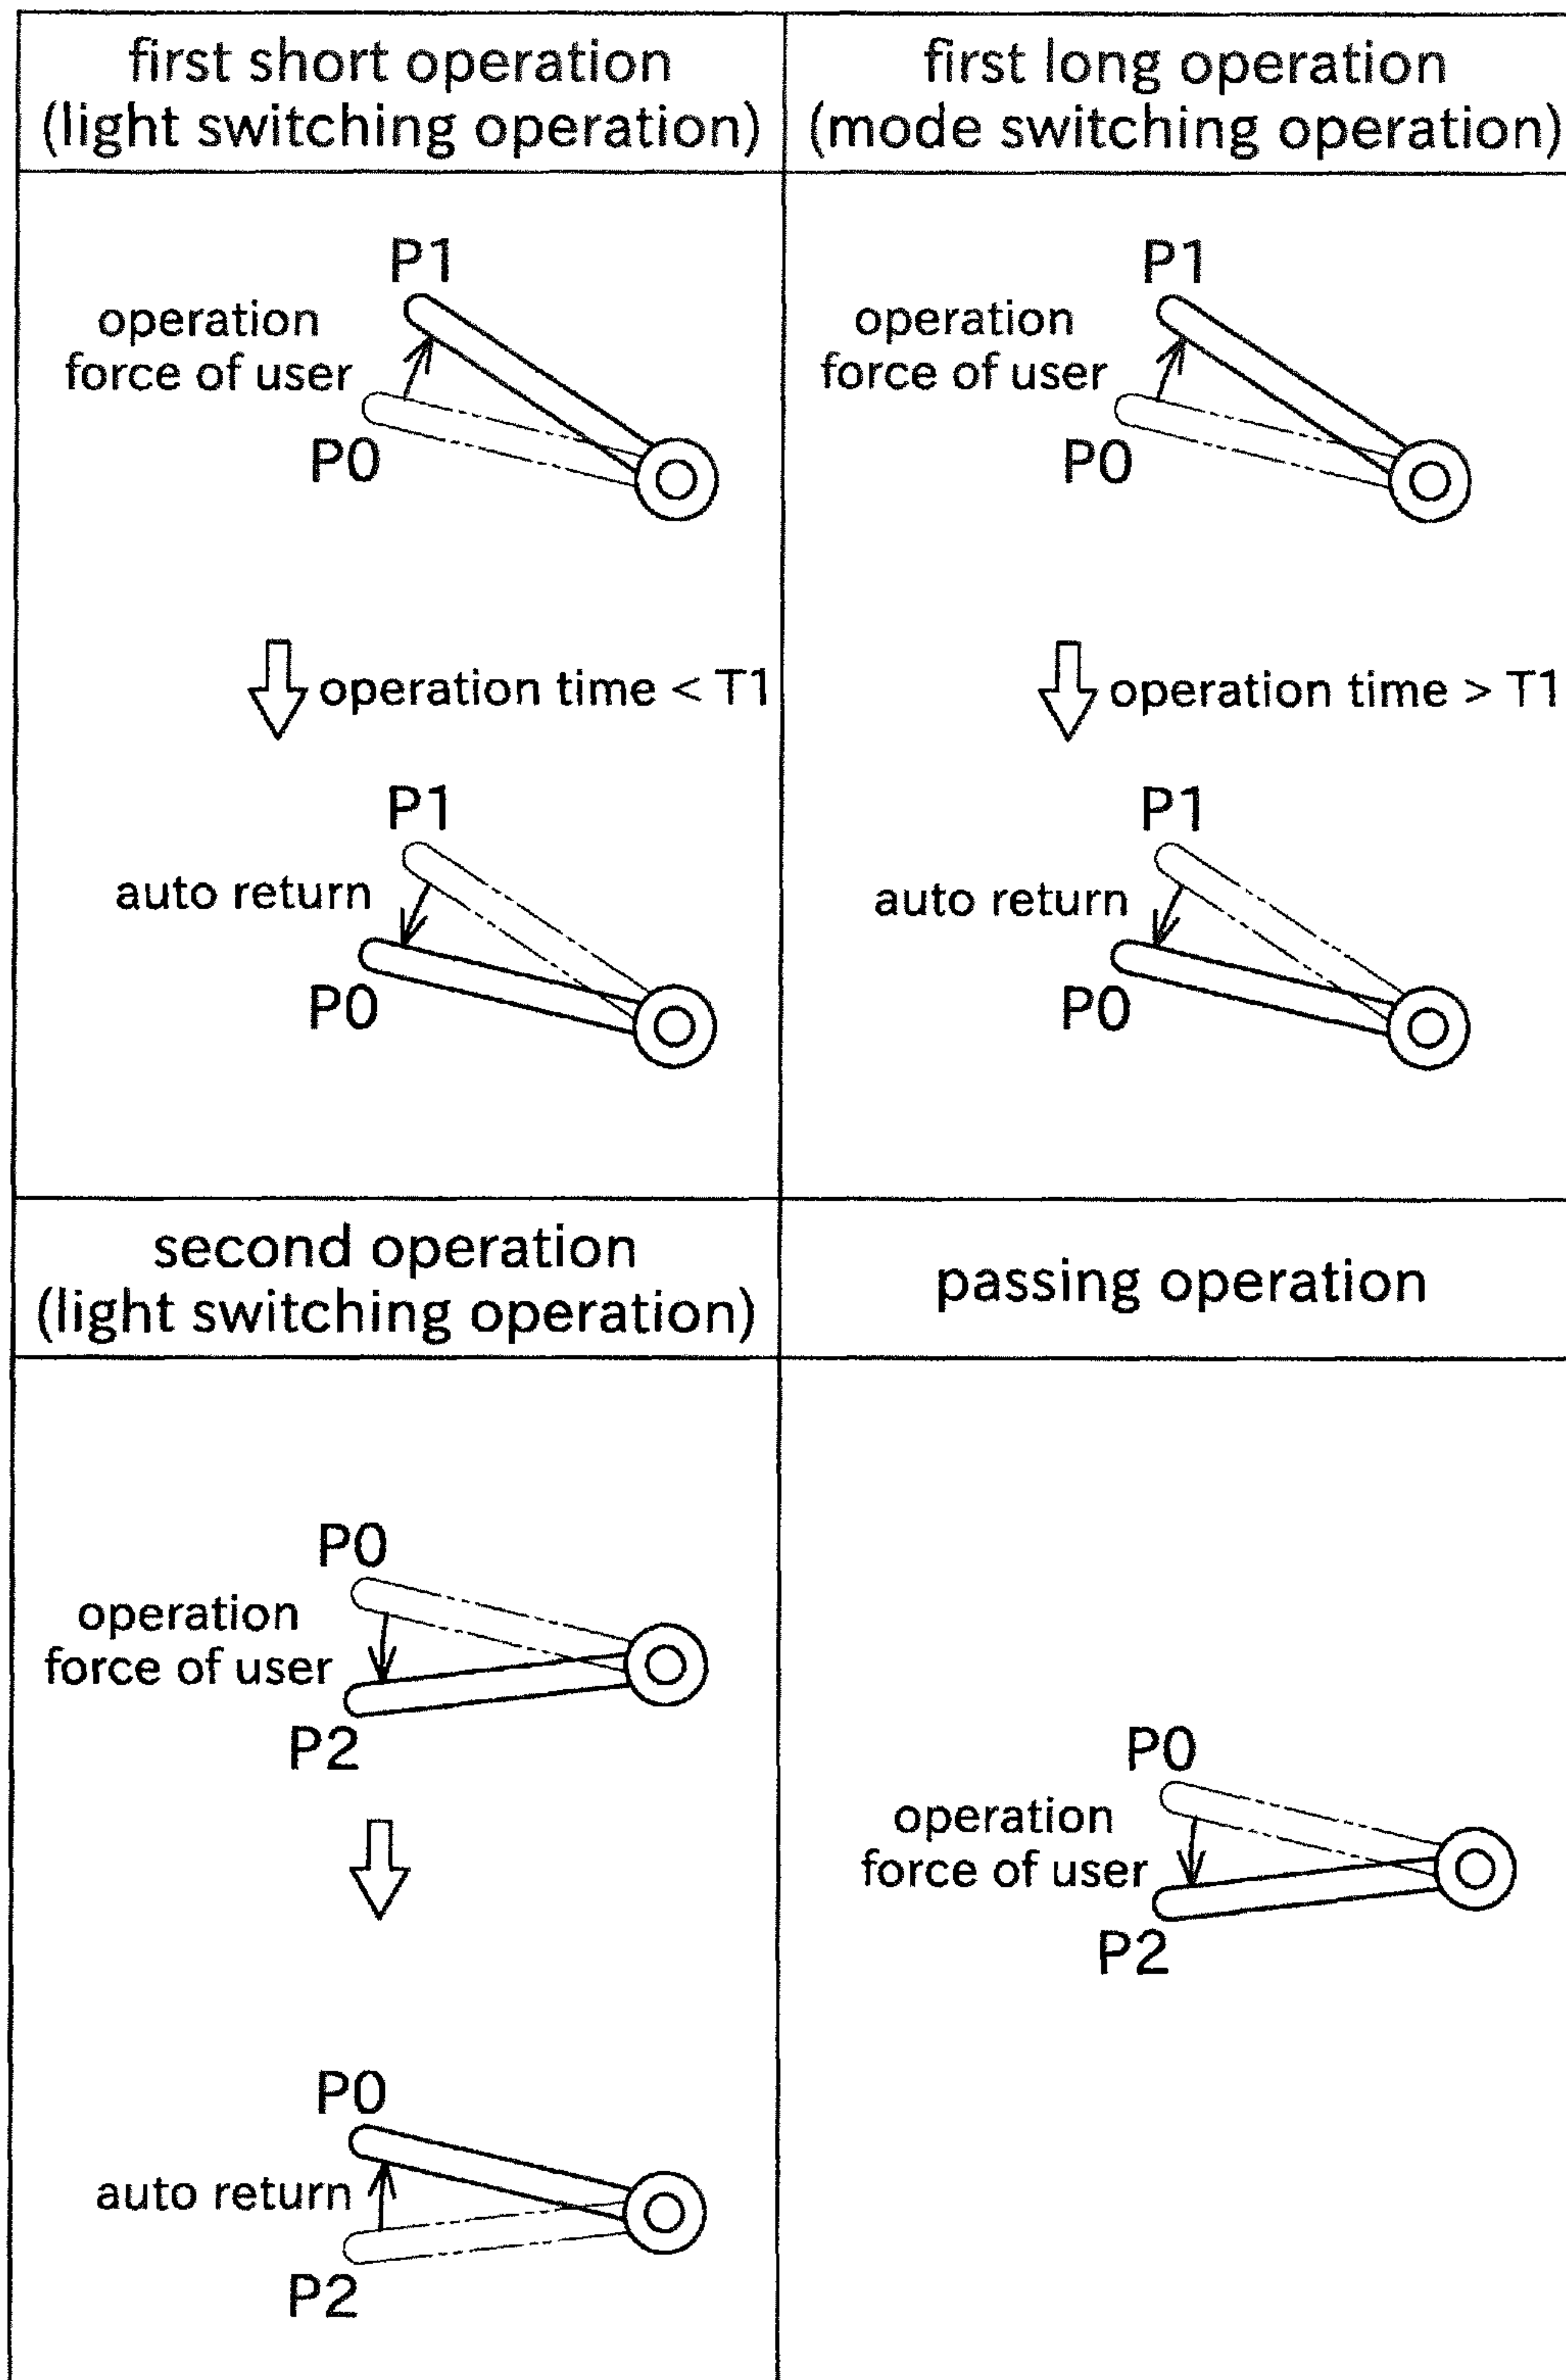 first short operation
(light switching operation)
first long operation
(mode switching operation)
P1
operation
force of user
P0
operation time < T1
P1
auto return
P0
P1
operation
force of user
P0
operation time > T1
P1
auto return
P0
second operation
(light switching operation)
passing operation
P0
operation
force of user
P2
P0
auto return
P2
P0
operation
force of user
P2